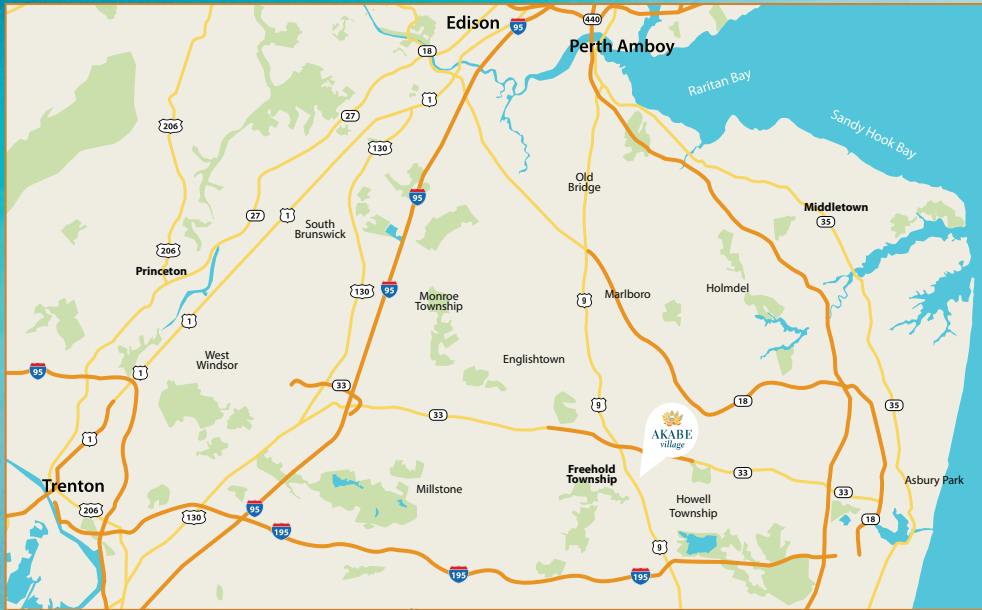 Edison
95
440
Perth Amboy
18
Raritan Bay
1
27
Sandy Hook Bay
206
130
Old
Bridge
95
Middletown
27
1
South
Brunswick
35
206
Princeton
130
95
Monroe
Township
9
Marlboro
Holmdel
1
West
Windsor
Englishtown
95
1
33
33
9
18
35
AKABE
village
1
Freehold
Township
33
Trenton
Millstone
Howell
Township
33
Asbury Park
206
130
95
195
18
9
195
195